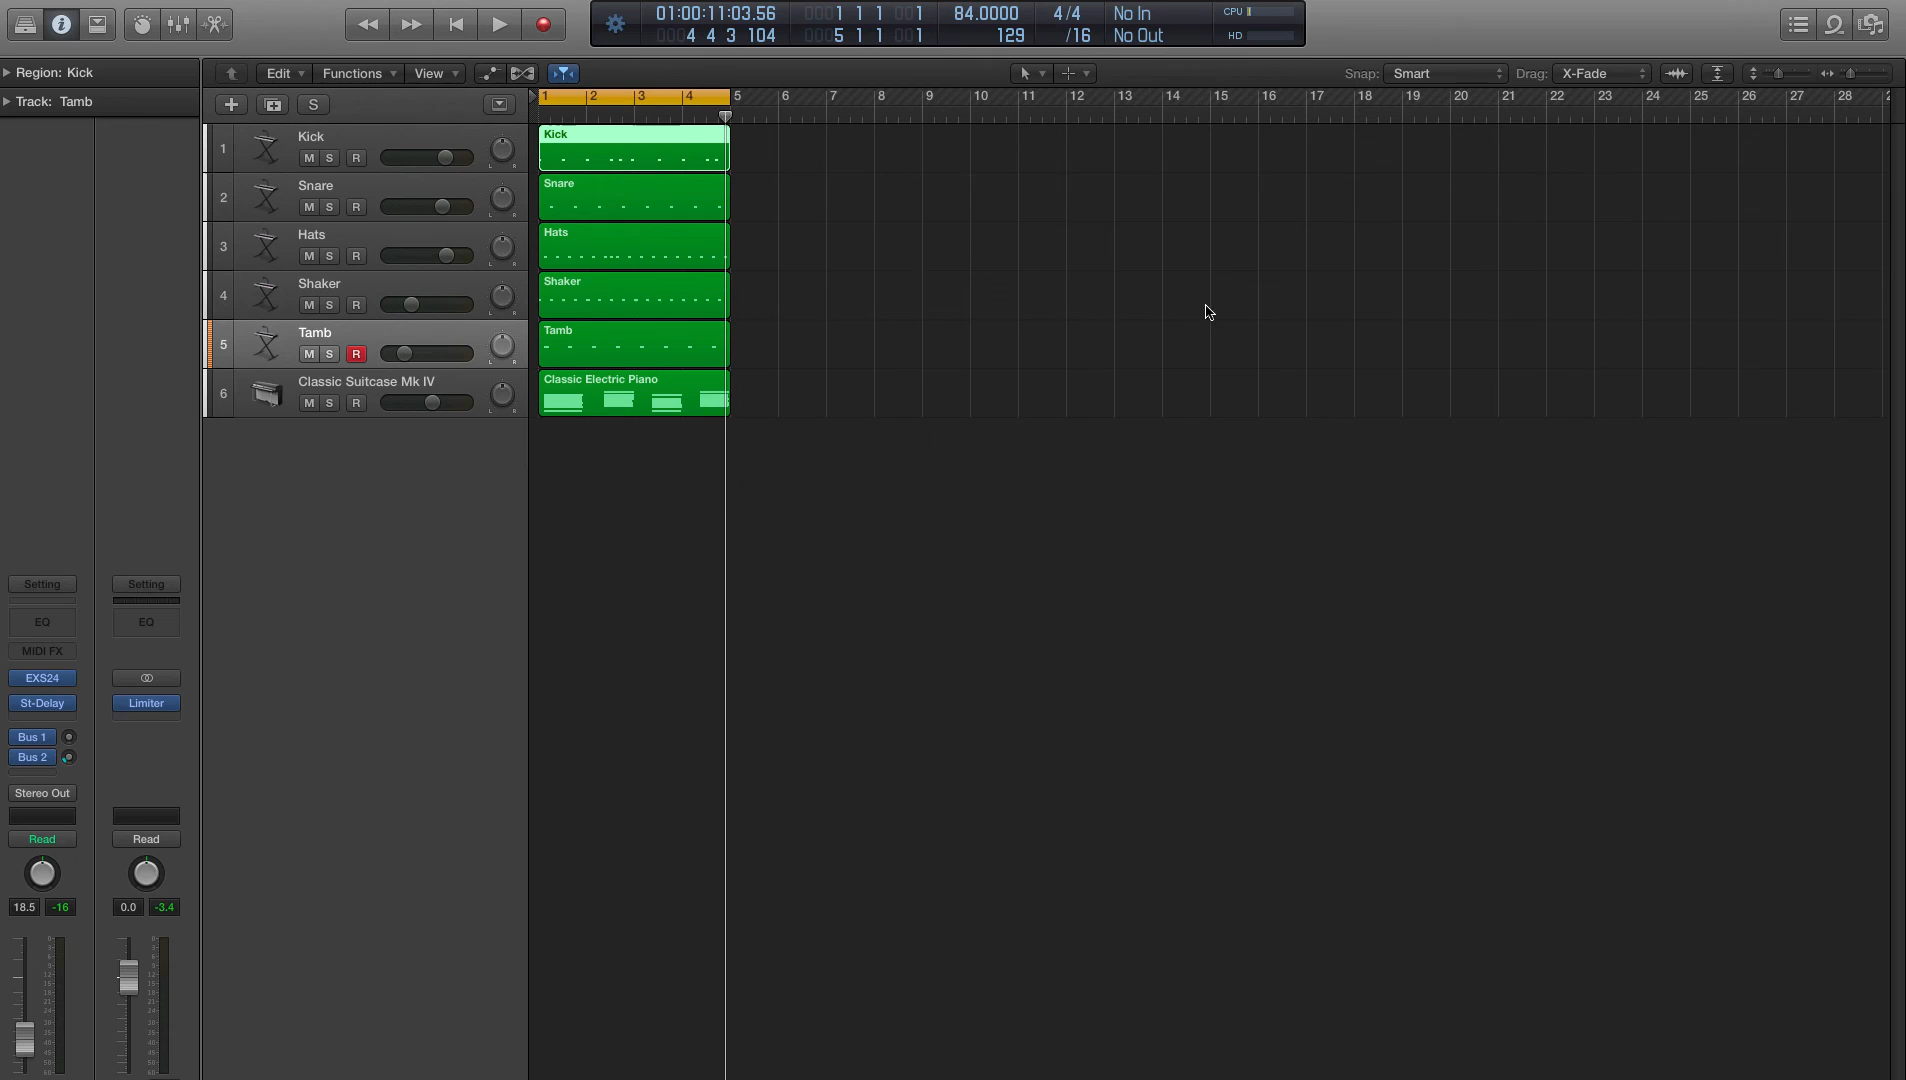 01:00:11:03.56
0001 1 1 001
84.0000
4/4
No In
CPU
0004 4 3 104
0005 1 1 001
129
/16
No Out
HD
Region: Kick
Edit
Functions
View
Snap: Smart
Drag: X-Fade
Track: Tamb
S
1 2 3 4 5 6 7 8 9 10 11 12 13 14 15 16 17 18 19 20 21 22 23 24 25 26 27 28
1
Kick
M S R
L R
Kick
2
Snare
M S R
L R
Snare
3
Hats
M S R
L R
Hats
4
Shaker
M S R
L R
Shaker
5
Tamb
M S R
L R
Tamb
6
Classic Suitcase Mk IV
M S R
L R
Classic Electric Piano
Setting
Setting
EQ
EQ
MIDI FX
EXS24
St-Delay
Limiter
Bus 1
Bus 2
Stereo Out
Read
Read
18.5
-16
0.0
-3.4